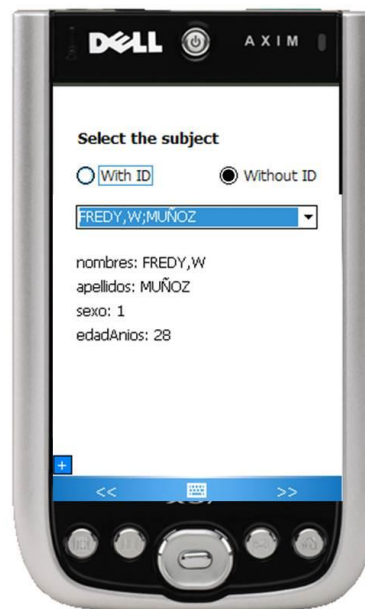 DELL AXIM
Select the subject
With ID Without ID
FREDY,W;MUÑOZ
nombres: FREDY,W
apellidos: MUÑOZ
sexo: 1
edadAnios: 28
+
<< >>